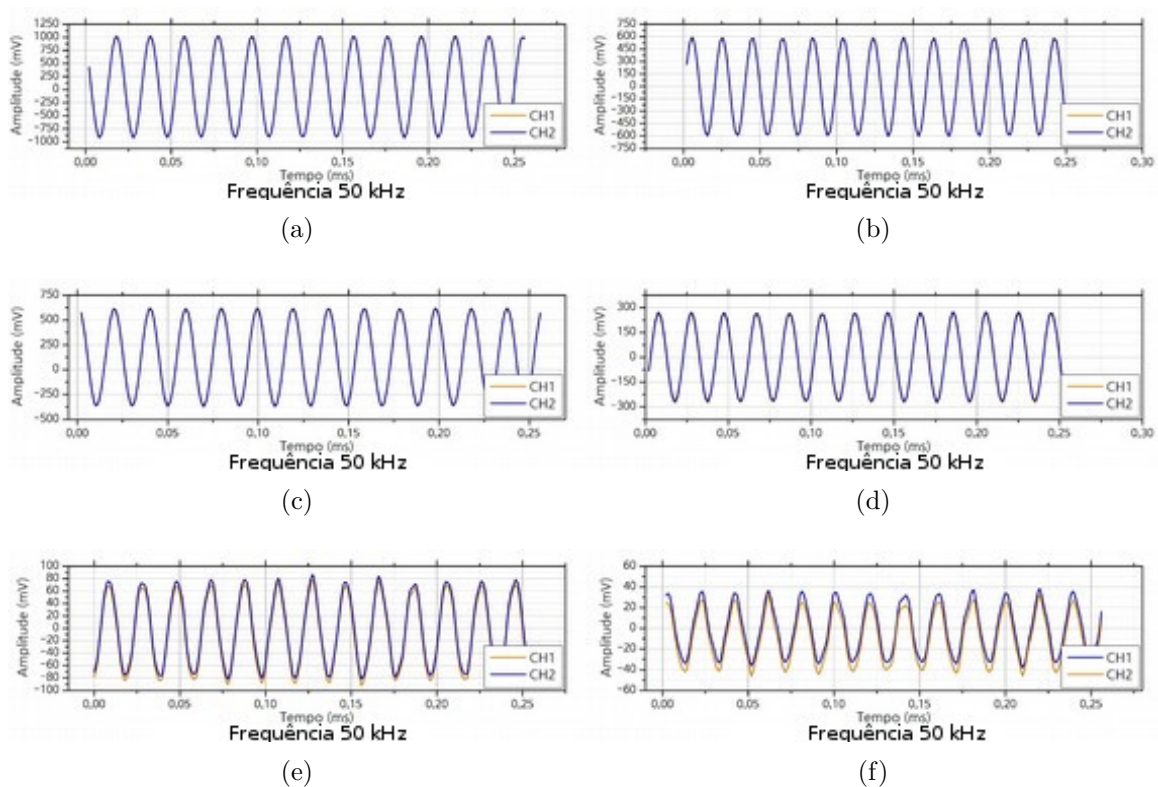 1250
1000
750
500
250
0
−250
−500
−750
−1000
Amplitude (mV)
CH1
CH2
0,00 0,05 0,10 0,15 0,20 0,25
Tempo (ms)
Frequência 50 kHz
(a)
750
600
450
300
150
0
−150
−300
−450
−600
−750
Amplitude (mV)
CH1
CH2
0,00 0,05 0,10 0,15 0,20 0,25 0,30
Tempo (ms)
Frequência 50 kHz
(b)
750
500
250
0
−250
−500
Amplitude (mV)
CH1
CH2
0,00 0,05 0,10 0,15 0,20 0,25
Tempo (ms)
Frequência 50 kHz
(c)
300
150
0
−150
−300
Amplitude (mV)
CH1
CH2
0,00 0,05 0,10 0,15 0,20 0,25 0,30
Tempo (ms)
Frequência 50 kHz
(d)
100
80
60
40
20
0
−20
−40
−60
−80
−100
Amplitude (mV)
CH1
CH2
0,00 0,05 0,10 0,15 0,20 0,25
Tempo (ms)
Frequência 50 kHz
(e)
60
40
20
0
−20
−40
−60
Amplitude (mV)
CH1
CH2
0,00 0,05 0,10 0,15 0,20 0,25
Tempo (ms)
Frequência 50 kHz
(f)